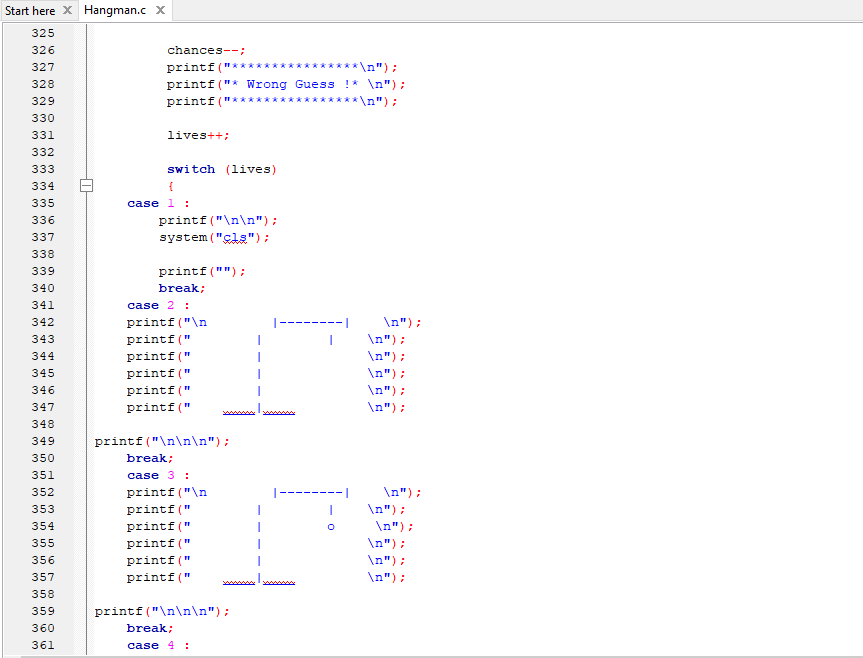 Start here X Hangman.c X
325
326         chances--;
327         printf("****************\n");
328         printf("* Wrong Guess !* \n");
329         printf("****************\n");
330
331         lives++;
332
333         switch (lives)
334         {
335    case 1 :
336        printf("\n\n");
337        system("cls");
338
339        printf("");
340        break;
341    case 2 :
342    printf("\n        |--------|    \n");
343    printf("        |        |    \n");
344    printf("        |             \n");
345    printf("        |             \n");
346    printf("        |             \n");
347    printf("    ____|____         \n");
348
349 printf("\n\n\n");
350    break;
351    case 3 :
352    printf("\n        |--------|    \n");
353    printf("        |        |    \n");
354    printf("        |        o     \n");
355    printf("        |             \n");
356    printf("        |             \n");
357    printf("    ____|____         \n");
358
359 printf("\n\n\n");
360    break;
361    case 4 :